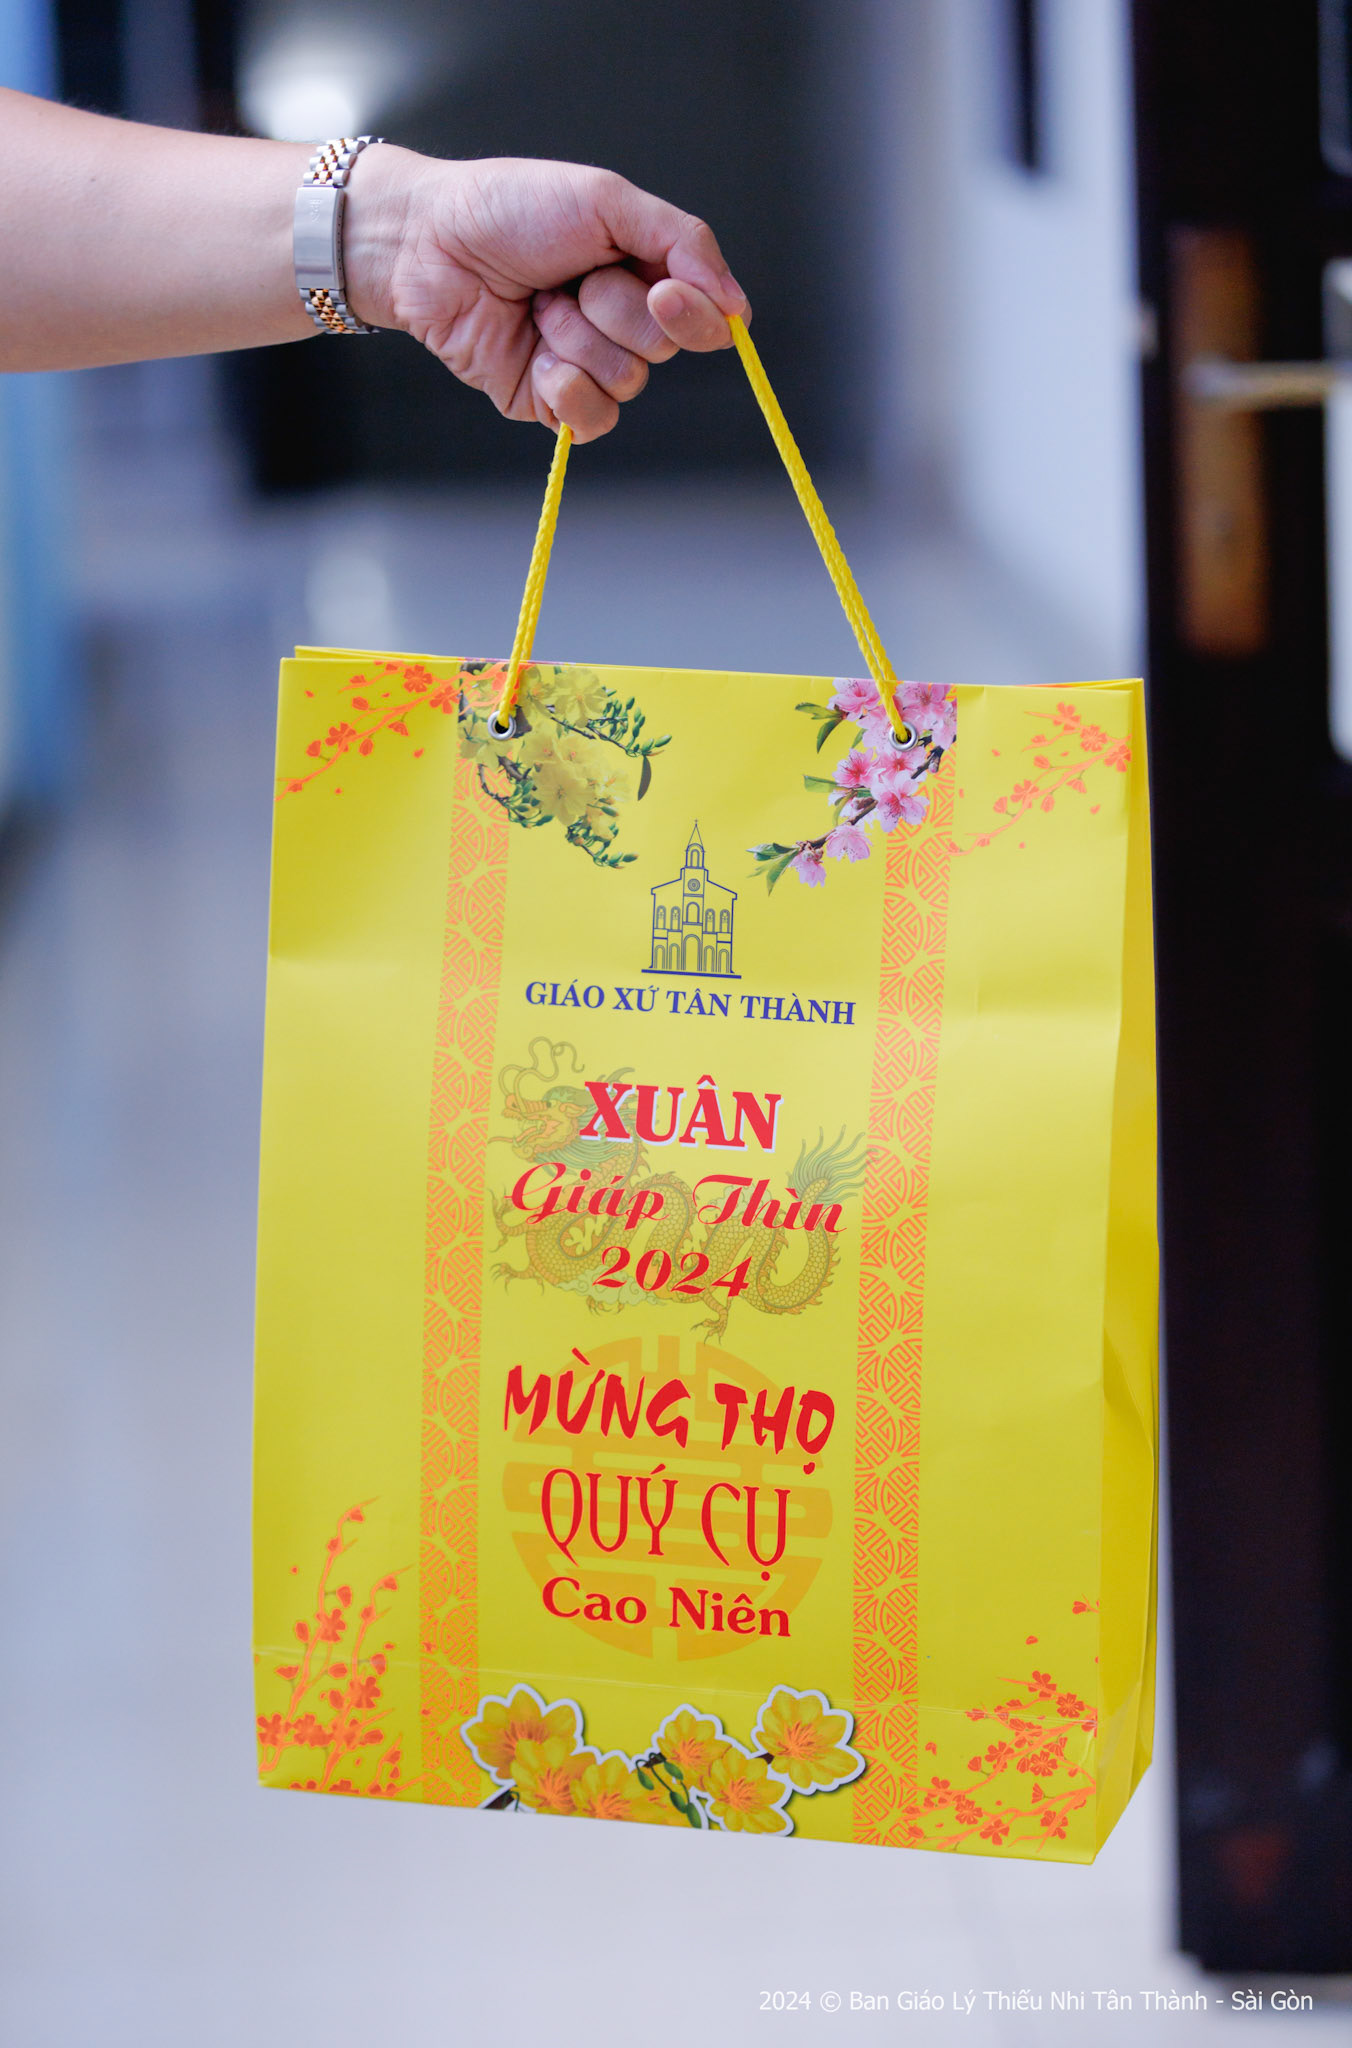 GIÁO XỨ TÂN THÀNH
XUÂN
Giáp Thìn
2024
MỪNG THỌ
QUÝ CỤ
Cao Niên
2024 © Ban Giáo Lý Thiếu Nhi Tân Thành - Sài Gòn